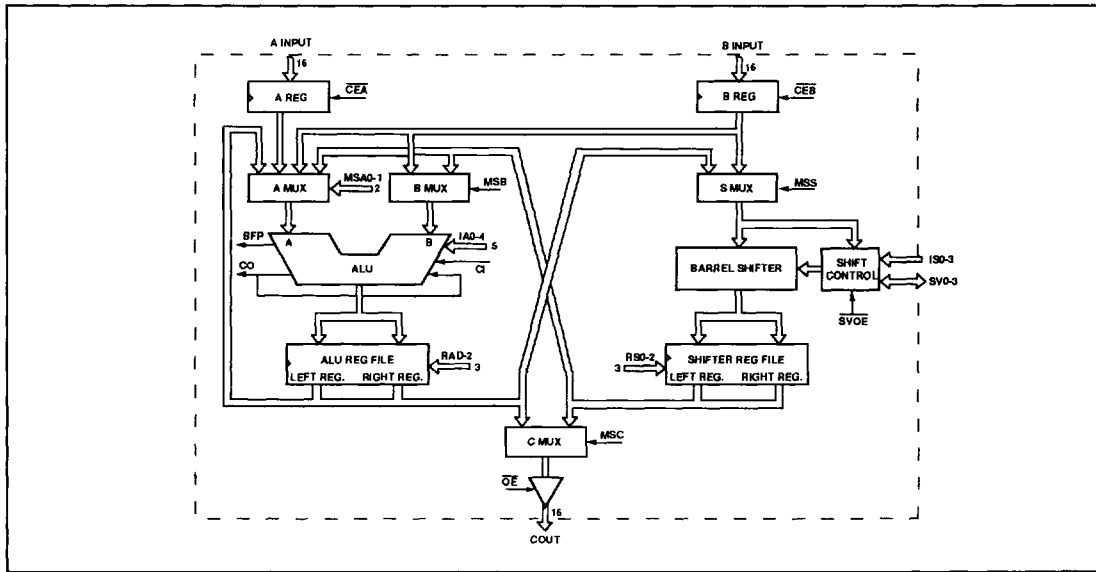 A INPUT
B INPUT
16
16
A REG
CEA
B REG
CEB
A MUX
MSA0-1
2
B MUX
MSB
S MUX
MSS
BFP
A
B
IA0-4
5
CO
ALU
CI
BARREL SHIFTER
SHIFT CONTROL
IS0-3
SV0-3
SVOE
ALU REG FILE
LEFT REG. RIGHT REG.
RAD-2
3
RS0-2
3
SHIFTER REG FILE
LEFT REG. RIGHT REG.
C MUX
MSC
OE
16
COUT